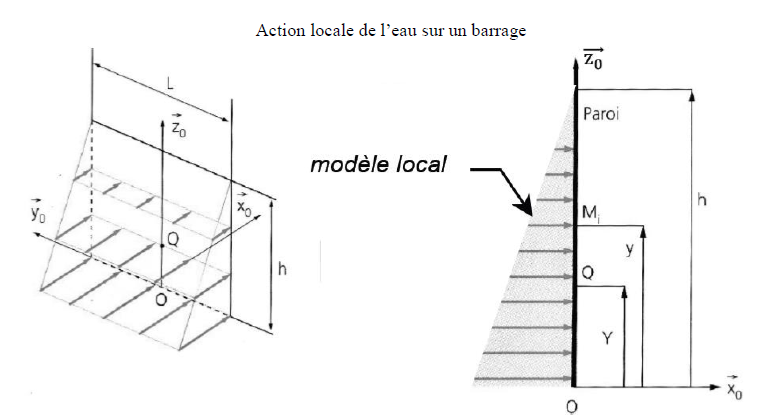 Action locale de l’eau sur un barrage
L
z₀
x₀
y₀
Q
O
h
modèle local
z₀
Paroi
Mᵢ
y
Q
Y
h
x₀
O